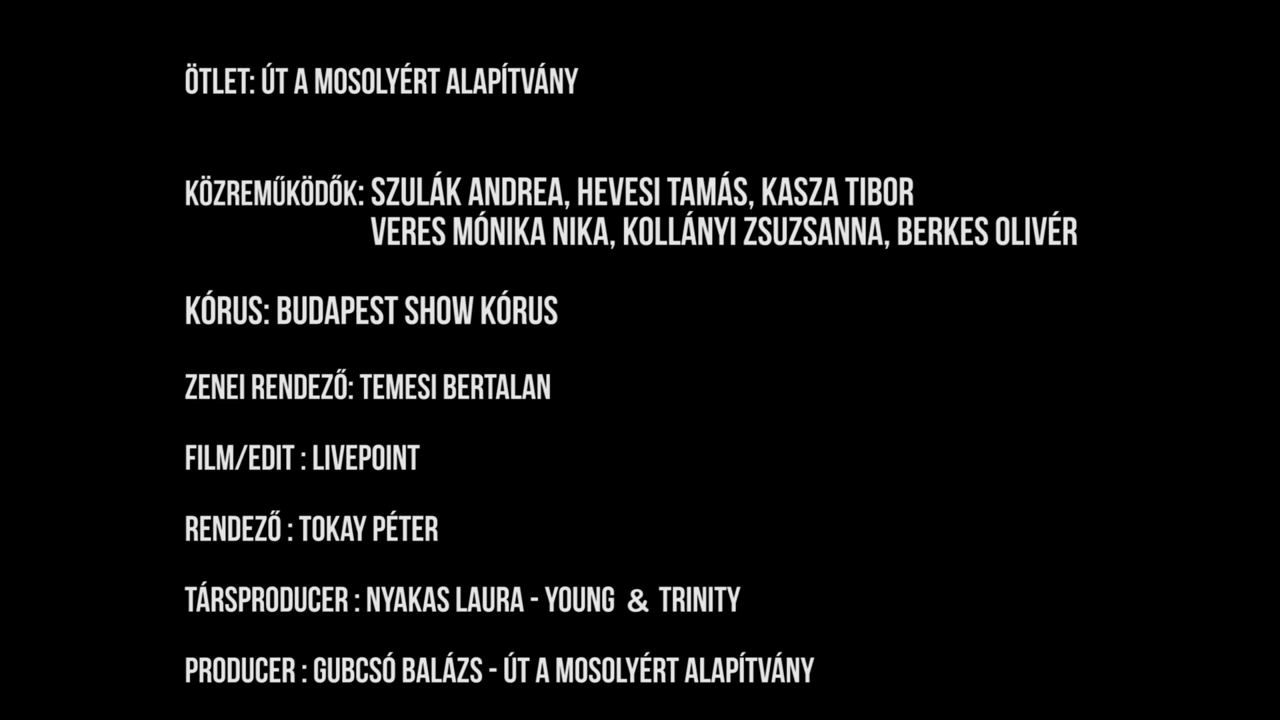 ÖTLET: ÚT A MOSOLYÉRT ALAPÍTVÁNY
KÖZREMŰKÖDŐK: SZULÁK ANDREA, HEVESI TAMÁS, KASZA TIBOR
VERES MÓNIKA NIKA, KOLLÁNYI ZSUZSANNA, BERKES OLIVÉR
KÓRUS: BUDAPEST SHOW KÓRUS
ZENEI RENDEZŐ: TEMESI BERTALAN
FILM/EDIT : LIVEPOINT
RENDEZŐ : TOKAY PÉTER
TÁRSPRODUCER : NYAKAS LAURA - YOUNG & TRINITY
PRODUCER : GUBCSÓ BALÁZS - ÚT A MOSOLYÉRT ALAPÍTVÁNY